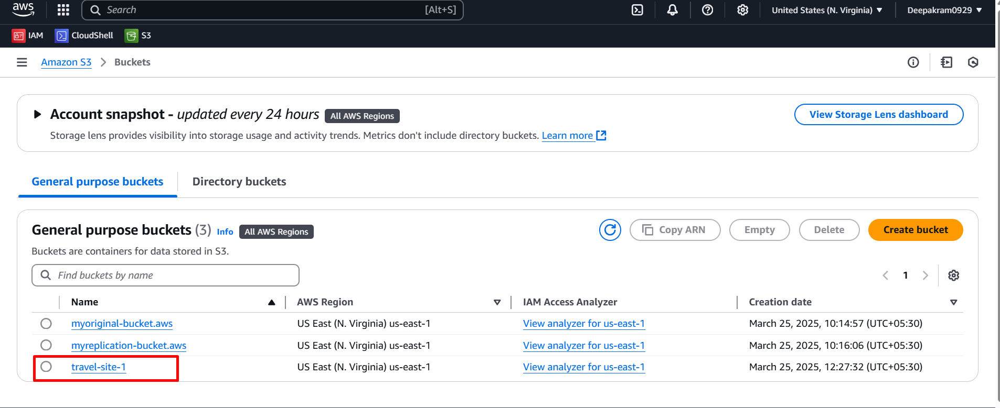 aws Search [Alt+S] United States (N. Virginia) Deepakram0929
IAM CloudShell S3
Amazon S3 Buckets
Account snapshot - updated every 24 hours All AWS Regions View Storage Lens dashboard
Storage lens provides visibility into storage usage and activity trends. Metrics don't include directory buckets. Learn more
General purpose buckets Directory buckets
General purpose buckets (3) Info All AWS Regions Copy ARN Empty Delete Create bucket
Buckets are containers for data stored in S3.
Find buckets by name 1
Name AWS Region IAM Access Analyzer Creation date
myoriginal-bucket.aws US East (N. Virginia) us-east-1 View analyzer for us-east-1 March 25, 2025, 10:14:57 (UTC+05:30)
myreplication-bucket.aws US East (N. Virginia) us-east-1 View analyzer for us-east-1 March 25, 2025, 10:16:06 (UTC+05:30)
travel-site-1 US East (N. Virginia) us-east-1 View analyzer for us-east-1 March 25, 2025, 12:27:32 (UTC+05:30)